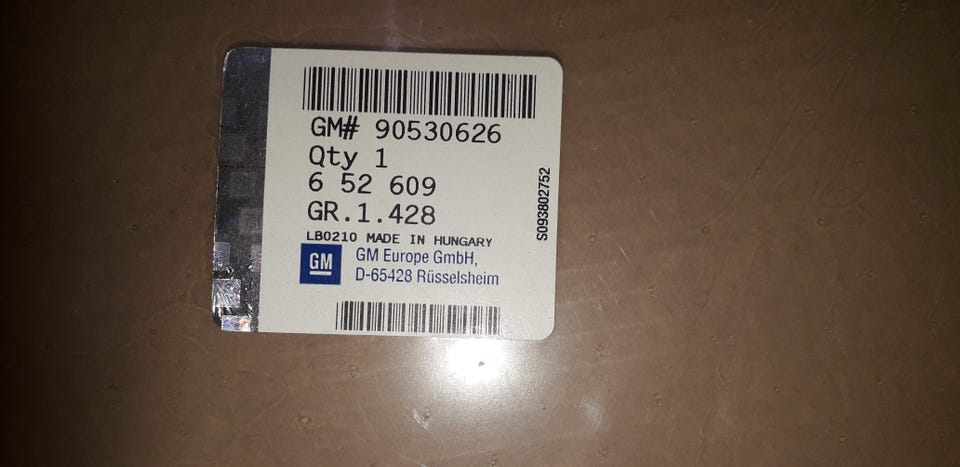 GM# 90530626
Qty 1
6 52 609
GR.1.428
LB0210 MADE IN HUNGARY
GM
GM Europe GmbH,
D-65428 Rüsselsheim
S093802752